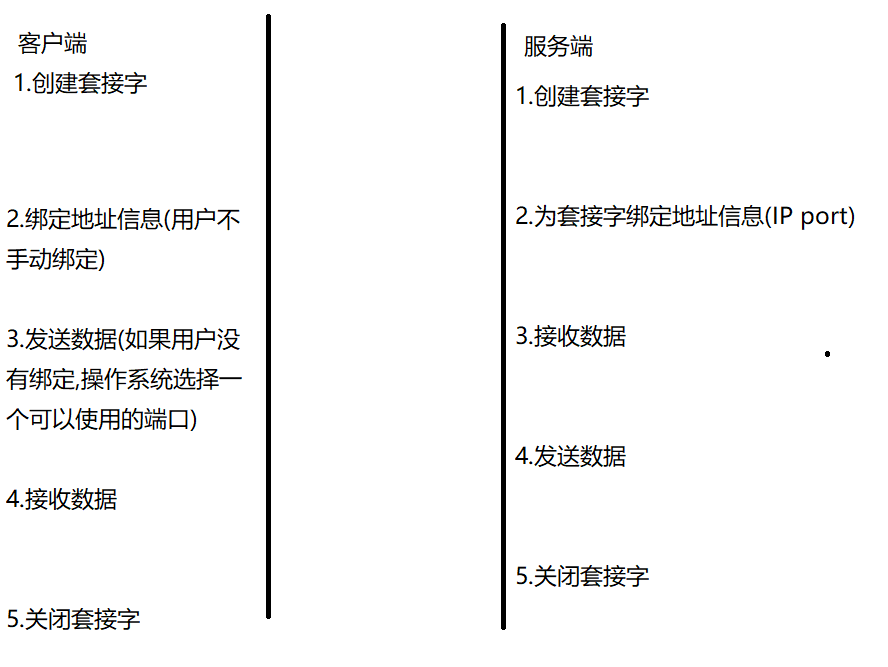 客户端
1.创建套接字
2.绑定地址信息(用户不
手动绑定)
3.发送数据(如果用户没
有绑定,操作系统选择一
个可以使用的端口)
4.接收数据
5.关闭套接字
服务端
1.创建套接字
2.为套接字绑定地址信息(IP port)
3.接收数据
4.发送数据
5.关闭套接字